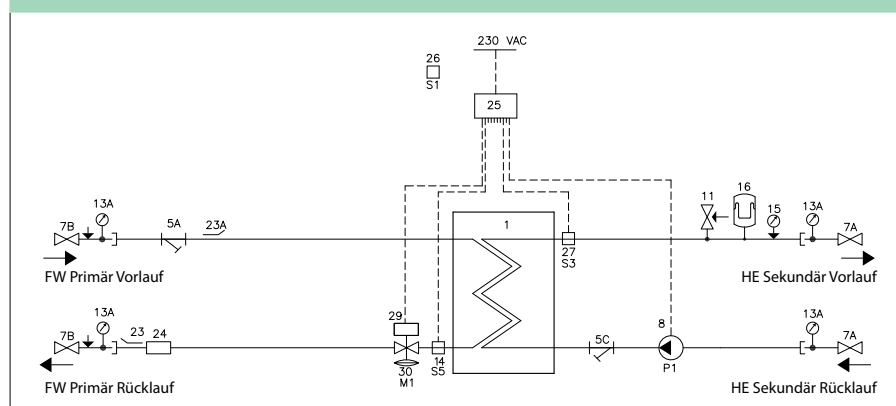 230 VAC
26
S1
25
13A
7B
5A
23A
FW Primär Vorlauf
1
27
S3
11
16
15
13A
7A
HE Sekundär Vorlauf
13A
7B
23
24
FW Primär Rücklauf
29
30
M1
14
S5
5C
8
P1
13A
7A
HE Sekundär Rücklauf